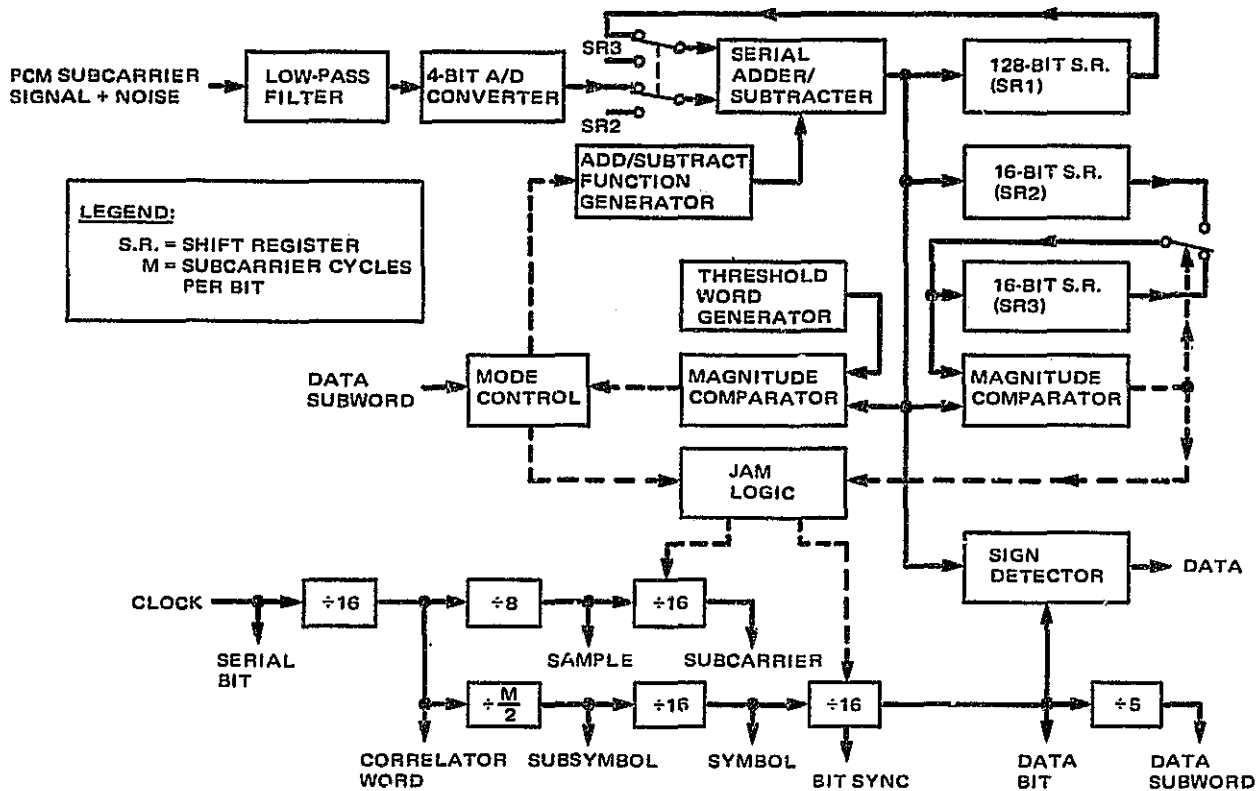 PCM SUBCARRIER
SIGNAL + NOISE
LOW-PASS
FILTER
4-BIT A/D
CONVERTER
SR3
SR2
SERIAL
ADDER/
SUBTRACTER
128-BIT S.R.
(SR1)
ADD/SUBTRACT
FUNCTION
GENERATOR
16-BIT S.R.
(SR2)
LEGEND:
S.R. = SHIFT REGISTER
M = SUBCARRIER CYCLES
PER BIT
THRESHOLD
WORD
GENERATOR
16-BIT S.R.
(SR3)
DATA
SUBWORD
MODE
CONTROL
MAGNITUDE
COMPARATOR
MAGNITUDE
COMPARATOR
JAM
LOGIC
SIGN
DETECTOR
DATA
CLOCK
÷16
÷8
÷16
SERIAL
BIT
SAMPLE
SUBCARRIER
÷ M/2
÷16
÷16
÷5
CORRELATOR
WORD
SUBSYMBOL
SYMBOL
BIT SYNC
DATA
BIT
DATA
SUBWORD